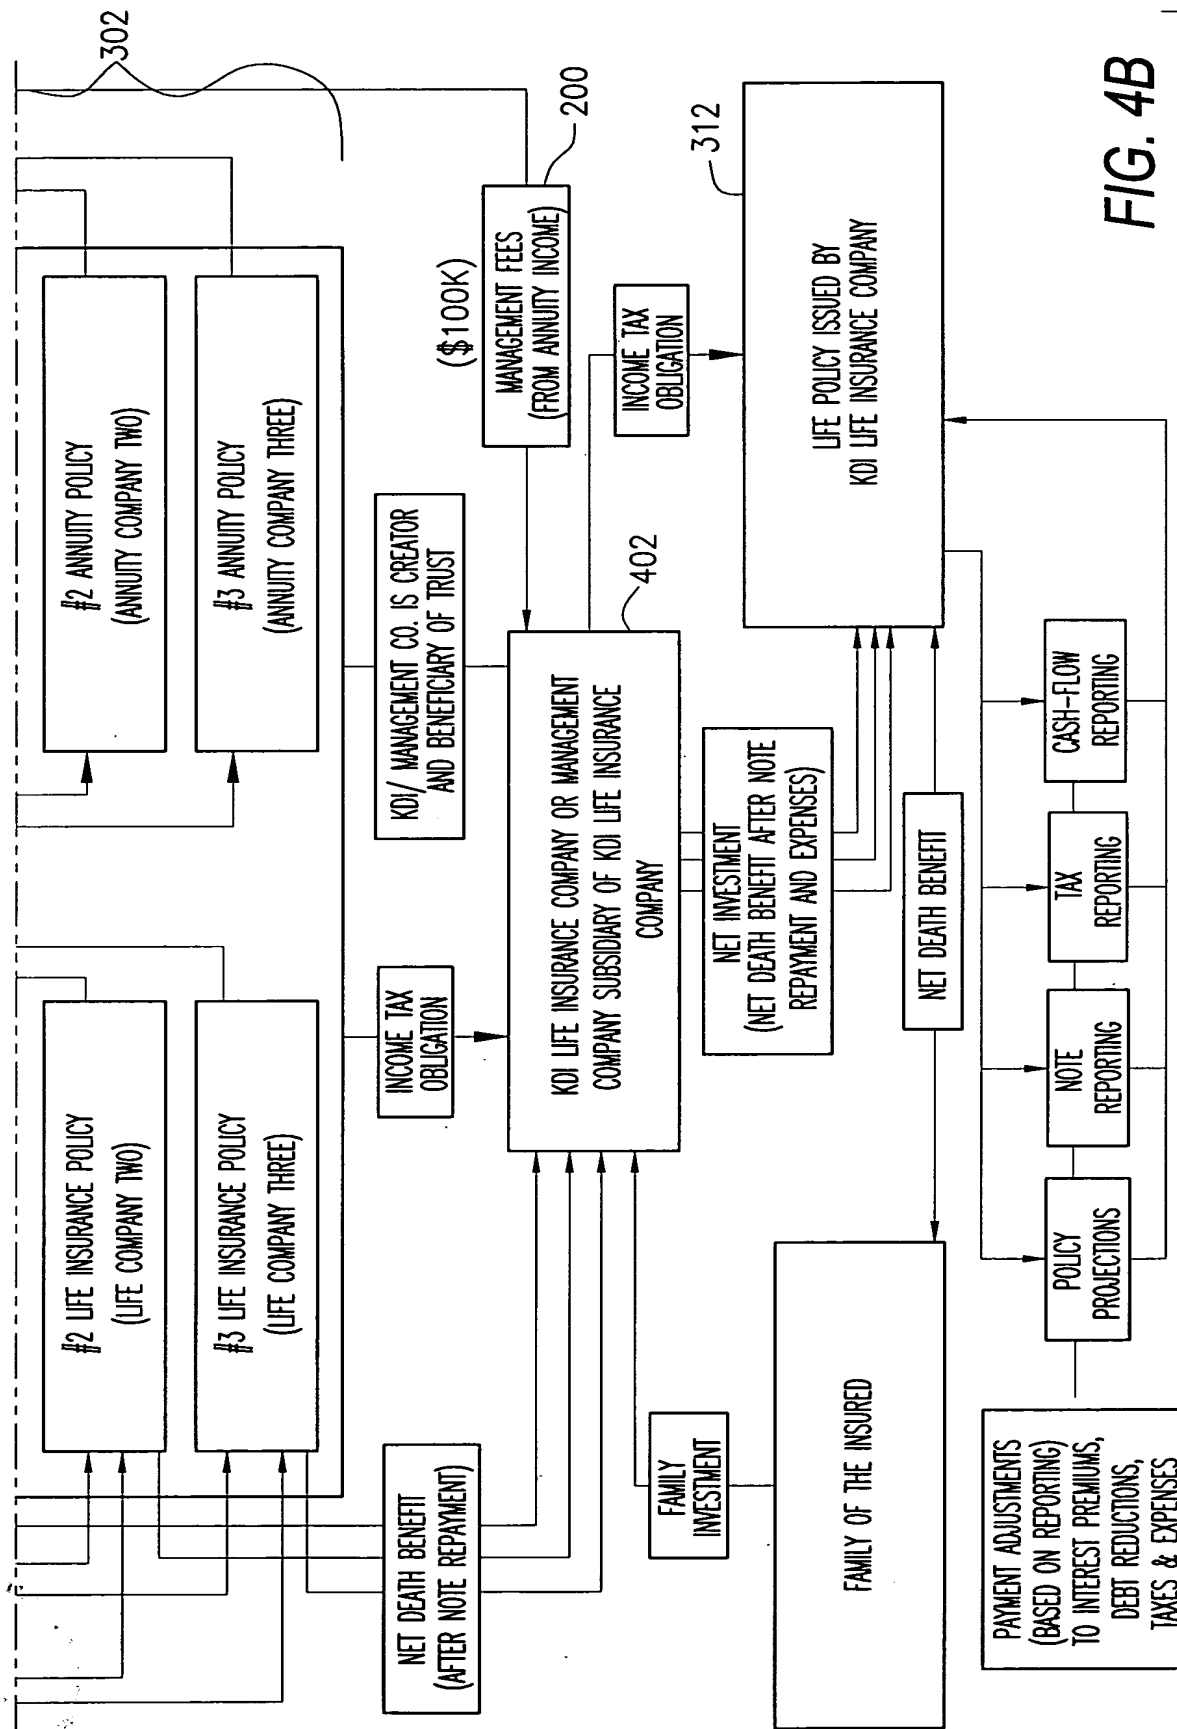 302
#2 LIFE INSURANCE POLICY
(LIFE COMPANY TWO)
#2 ANNUITY POLICY
(ANNUITY COMPANY TWO)
#3 LIFE INSURANCE POLICY
(LIFE COMPANY THREE)
#3 ANNUITY POLICY
(ANNUITY COMPANY THREE)
NET DEATH BENEFIT
(AFTER NOTE REPAYMENT)
INCOME TAX
OBLIGATION
KDI/ MANAGEMENT CO. IS CREATOR
AND BENEFICIARY OF TRUST
($100K)
MANAGEMENT FEES
(FROM ANNUITY INCOME)
200
KDI LIFE INSURANCE COMPANY OR MANAGEMENT
COMPANY SUBSIDIARY OF KDI LIFE INSURANCE
COMPANY
402
INCOME TAX
OBLIGATION
FAMILY
INVESTMENT
NET INVESTMENT
(NET DEATH BENEFIT AFTER NOTE
REPAYMENT AND EXPENSES)
312
FAMILY OF THE INSURED
NET DEATH BENEFIT
LIFE POLICY ISSUED BY
KDI LIFE INSURANCE COMPANY
PAYMENT ADJUSTMENTS
(BASED ON REPORTING)
TO INTEREST PREMIUMS,
DEBT REDUCTIONS,
TAXES & EXPENSES
POLICY
PROJECTIONS
NOTE
REPORTING
TAX
REPORTING
CASH-FLOW
REPORTING
FIG. 4B